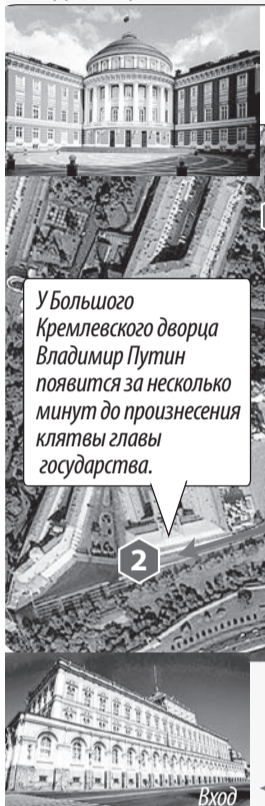 У Большого
Кремлевского дворца
Владимир Путин
появится за несколько
минут до произнесения
клятвы главы
государства.
2
Вход